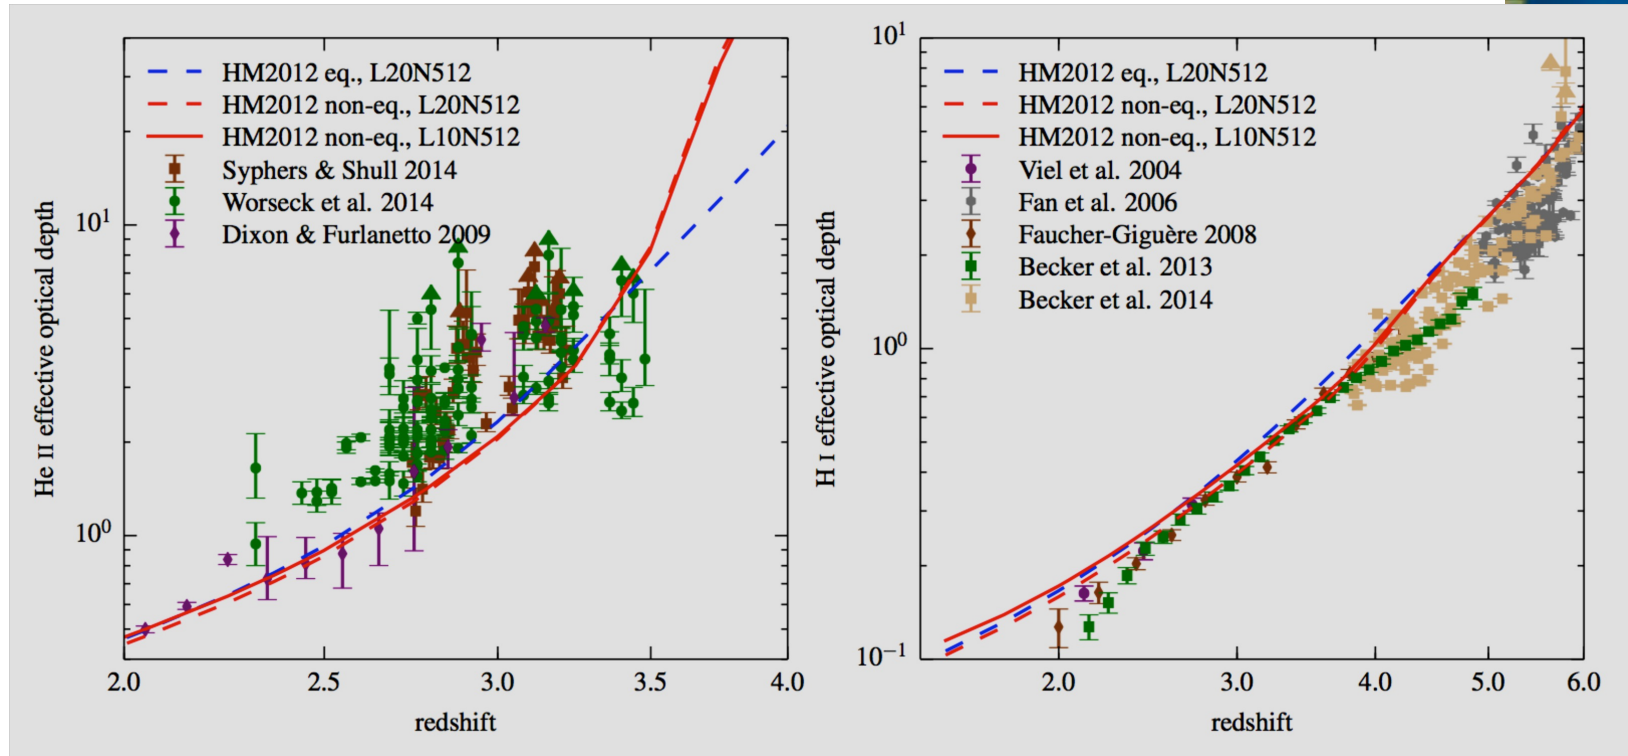 HM2012 eq., L20N512
HM2012 non-eq., L20N512
HM2012 non-eq., L10N512
Syphers & Shull 2014
Worseck et al. 2014
Dixon & Furlanetto 2009
He II effective optical depth
10¹
10⁰
2.0 2.5 3.0 3.5 4.0
redshift
HM2012 eq., L20N512
HM2012 non-eq., L20N512
HM2012 non-eq., L10N512
Viel et al. 2004
Fan et al. 2006
Faucher-Giguère 2008
Becker et al. 2013
Becker et al. 2014
H I effective optical depth
10¹
10⁰
10⁻¹
2.0 3.0 4.0 5.0 6.0
redshift